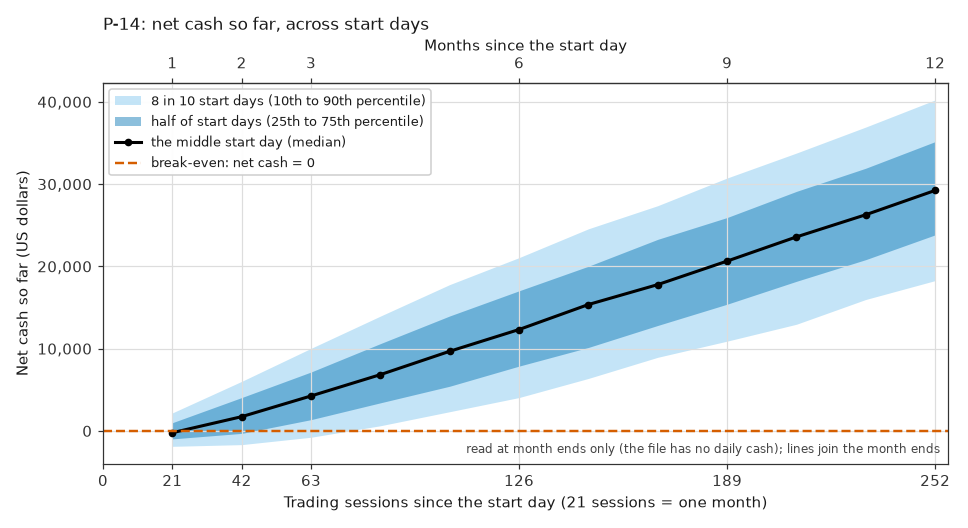 P-14: net cash so far, across start days
Months since the start day
1 2 3 6 9 12
8 in 10 start days (10th to 90th percentile)
half of start days (25th to 75th percentile)
the middle start day (median)
break-even: net cash = 0
40,000
30,000
20,000
10,000
0
Net cash so far (US dollars)
read at month ends only (the file has no daily cash); lines join the month ends
0 21 42 63 126 189 252
Trading sessions since the start day (21 sessions = one month)